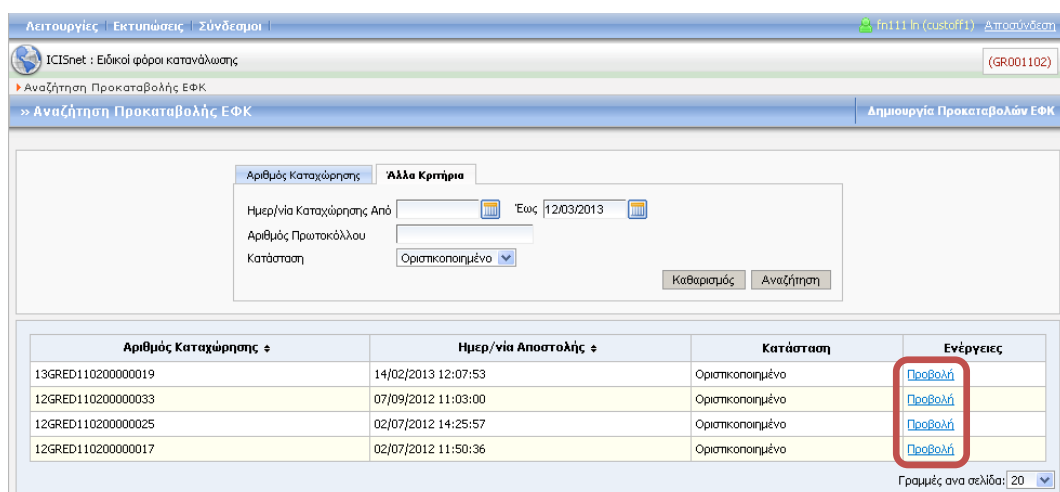 Λειτουργίες | Εκτυπώσεις | Σύνδεσμοι | fn111 ln (custoff1) Αποσύνδεση
ICISnet : Ειδικοί φόροι κατανάλωσης (GR001102)
Αναζήτηση Προκαταβολής ΕΦΚ
» Αναζήτηση Προκαταβολής ΕΦΚ Δημιουργία Προκαταβολών ΕΦΚ
Αριθμός Καταχώρησης Άλλα Κριτήρια
Ημερ/νία Καταχώρησης Από Έως 12/03/2013
Αριθμός Πρωτοκόλλου
Κατάσταση Οριστικοποιημένο
Καθαρισμός Αναζήτηση
Αριθμός Καταχώρησης Ημερ/νία Αποστολής Κατάσταση Ενέργειες
13GRED110200000019 14/02/2013 12:07:53 Οριστικοποιημένο Προβολή
12GRED110200000033 07/09/2012 11:03:00 Οριστικοποιημένο Προβολή
12GRED110200000025 02/07/2012 14:25:57 Οριστικοποιημένο Προβολή
12GRED110200000017 02/07/2012 11:50:36 Οριστικοποιημένο Προβολή
Γραμμές ανα σελίδα: 20